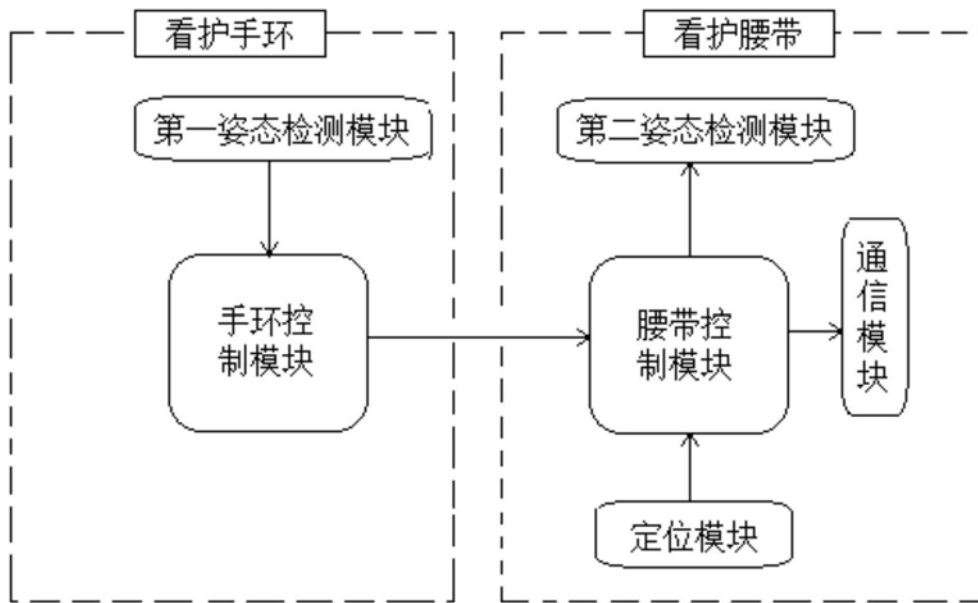 看护手环
看护腰带
第一姿态检测模块
第二姿态检测模块
手环控
制模块
腰带控
制模块
通
信
模
块
定位模块